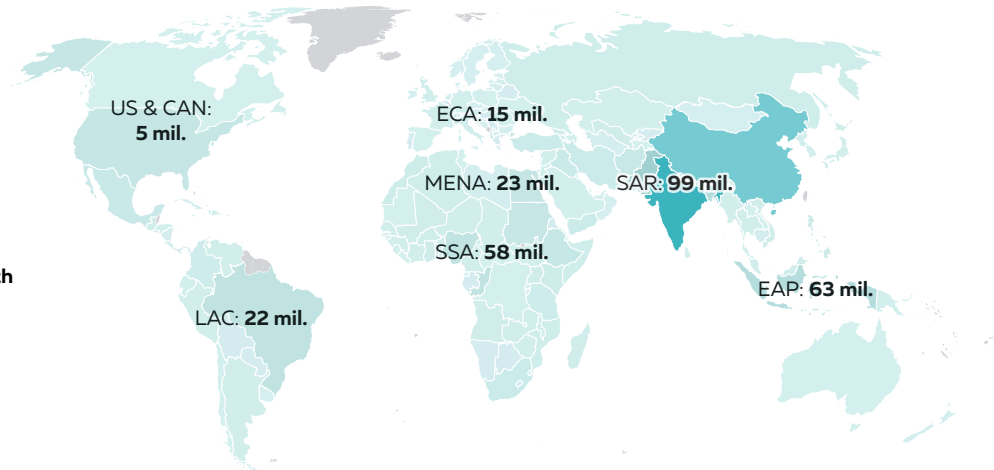 US & CAN:
5 mil.
ECA: 15 mil.
MENA: 23 mil.
SAR: 99 mil.
SSA: 58 mil.
th
EAP: 63 mil.
LAC: 22 mil.